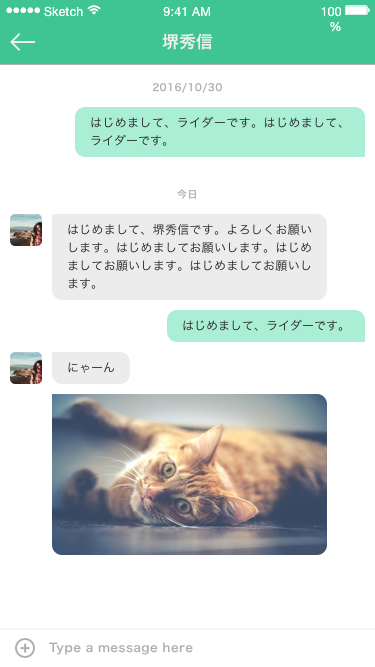 Sketch
9:41 AM
100
%
堺秀信
2016/10/30
はじめまして、ライダーです。はじめまして、
ライダーです。
今日
はじめまして、堺秀信です。よろしくお願い
します。はじめましてお願いします。はじめ
ましてお願いします。はじめましてお願いし
ます。
はじめまして、ライダーです。
にゃーん
Type a message here